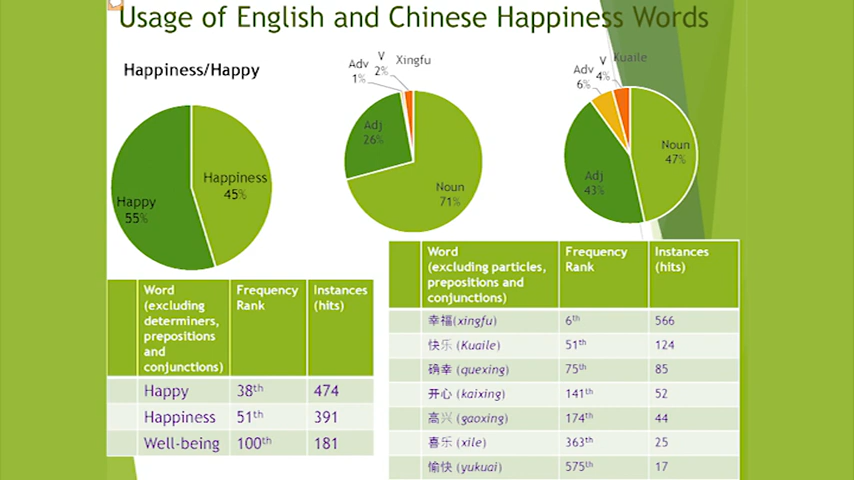 Usage of English and Chinese Happiness Words
Happiness/Happy
Happiness
45%
Happy
55%
Xingfu
V
2%
Adv
1%
Adj
26%
Noun
71%
Kuaile
V
4%
Adv
6%
Noun
47%
Adj
43%
Word
(excluding
determiners,
prepositions
and
conjunctions)
Frequency
Rank
Instances
(hits)
Happy 38th 474
Happiness 51th 391
Well-being 100th 181
Word
(excluding particles,
prepositions and
conjunctions)
Frequency
Rank
Instances
(hits)
幸福(xingfu) 6th 566
快乐 (Kuaile) 51th 124
确幸 (quexing) 75th 85
开心 (kaixing) 141th 52
高兴 (gaoxing) 174th 44
喜乐 (xile) 363th 25
愉快 (yukuai) 575th 17